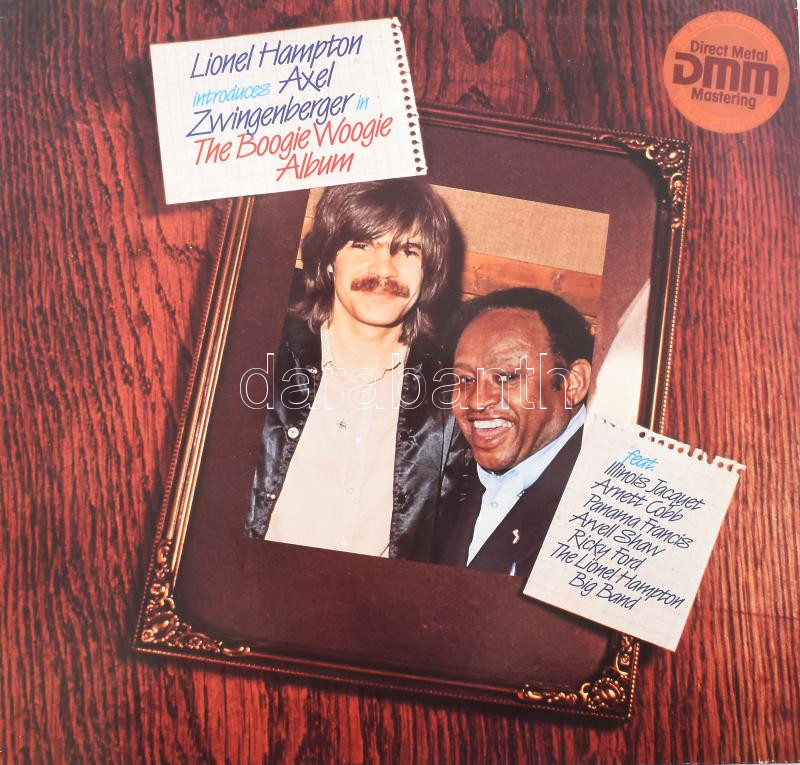 Lionel Hampton
introduces Axel
Zwingenberger in
The Boogie Woogie
Album
Direct Metal
DMM
Mastering
darabanth
feat.
Illinois Jacquet
Arnett Cobb
Panama Francis
Arvell Shaw
Ricky Ford
The Lionel Hampton
Big Band